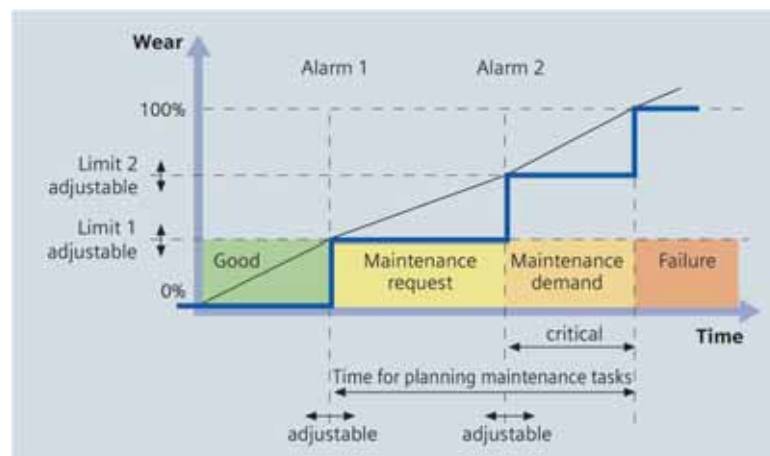 Wear
Alarm 1
Alarm 2
100%
Limit 2
adjustable
Limit 1
adjustable
Good
Maintenance
request
Maintenance
demand
Failure
0%
Time
critical
Time for planning maintenance tasks
adjustable
adjustable